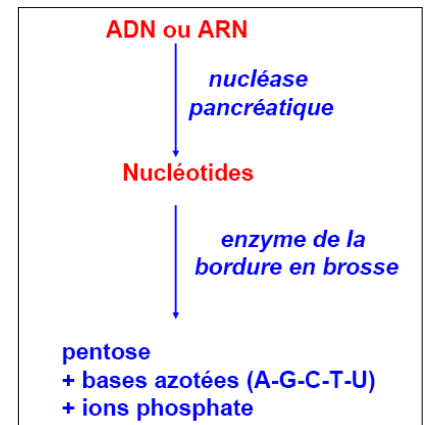 ADN ou ARN
nucléase
pancréatique
Nucléotides
enzyme de la
bordure en brosse
pentose
+ bases azotées (A-G-C-T-U)
+ ions phosphate